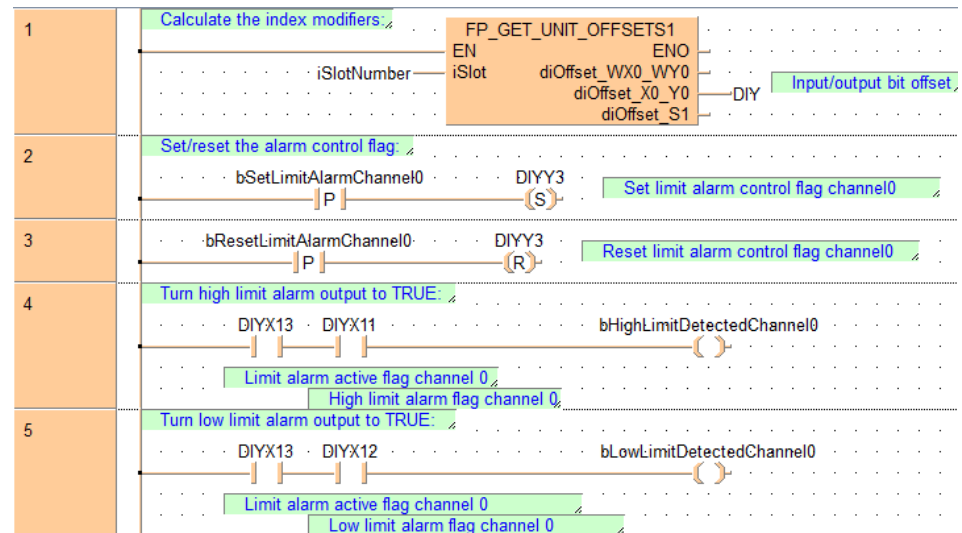 1
Calculate the index modifiers:
FP_GET_UNIT_OFFSETS1
EN ENO
iSlotNumber iSlot diOffset_WX0_WY0
diOffset_X0_Y0 DIY
Input/output bit offset
diOffset_S1
2
Set/reset the alarm control flag:
bSetLimitAlarmChannel0 DIYY3
P S
Set limit alarm control flag channel0
3
bResetLimitAlarmChannel0 DIYY3
P R
Reset limit alarm control flag channel0
4
Turn high limit alarm output to TRUE:
DIYX13 DIYX11 bHighLimitDetectedChannel0
Limit alarm active flag channel 0
High limit alarm flag channel 0
5
Turn low limit alarm output to TRUE:
DIYX13 DIYX12 bLowLimitDetectedChannel0
Limit alarm active flag channel 0
Low limit alarm flag channel 0